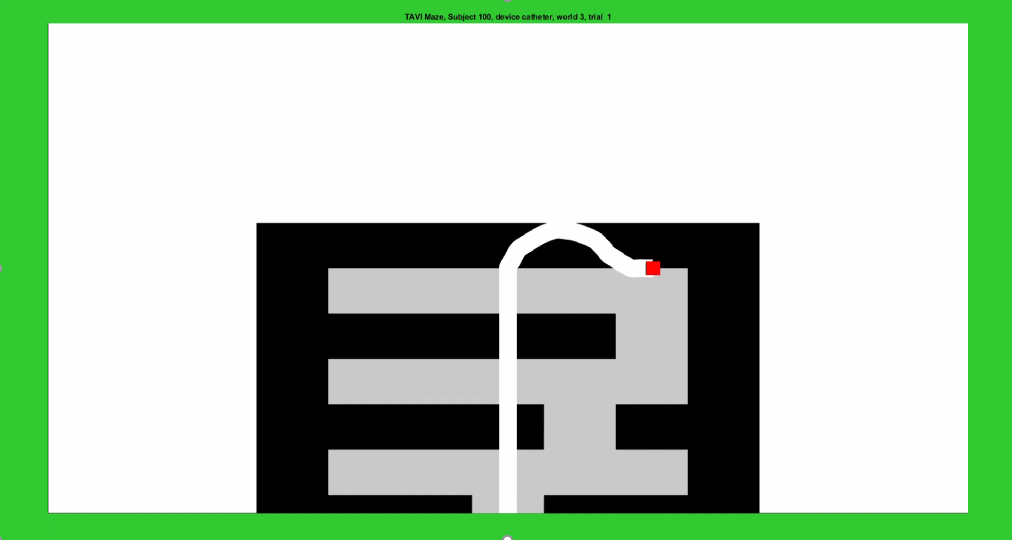 TAVI Maze, Subject 100, device catheter, world 3, trial  1